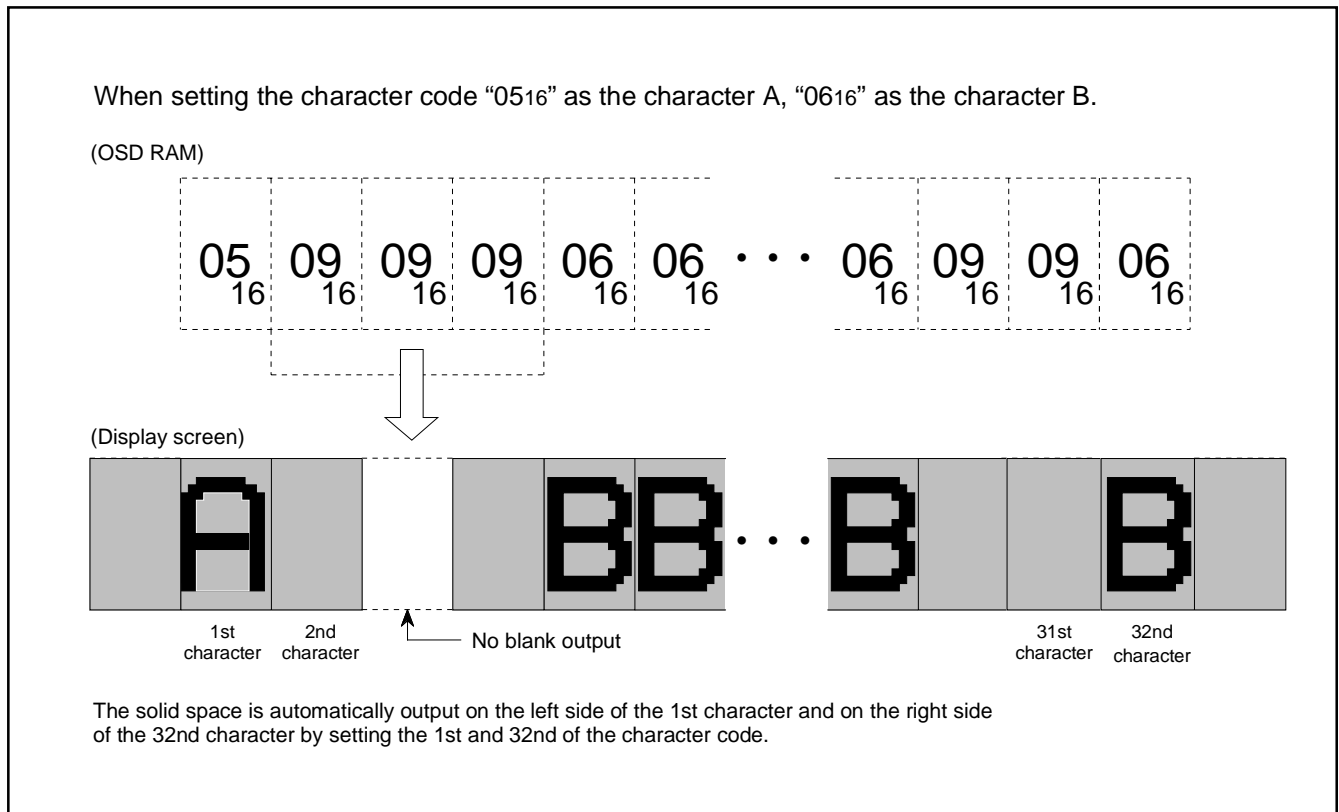 When setting the character code “0516” as the character A, “0616” as the character B.
(OSD RAM)
0516 0916 0916 0916 0616 0616 • • • 0616 0916 0916 0616
(Display screen)
A BB • • • B B
1st character 2nd character No blank output 31st character 32nd character
The solid space is automatically output on the left side of the 1st character and on the right side
of the 32nd character by setting the 1st and 32nd of the character code.